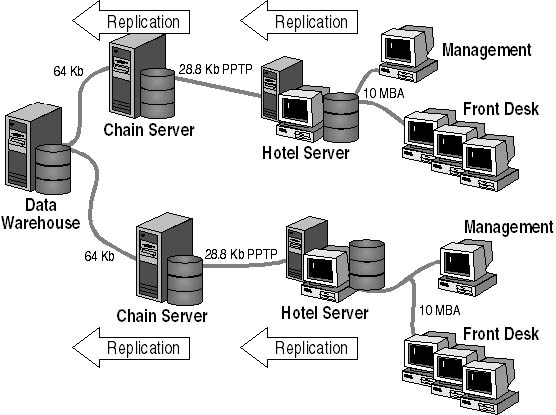 Replication
Replication
64 Kb
28.8 Kb PPTP
Management
10 MBA
Chain Server
Hotel Server
Front Desk
Data
Warehouse
Management
64 Kb
28.8 Kb PPTP
10 MBA
Chain Server
Hotel Server
Front Desk
Replication
Replication